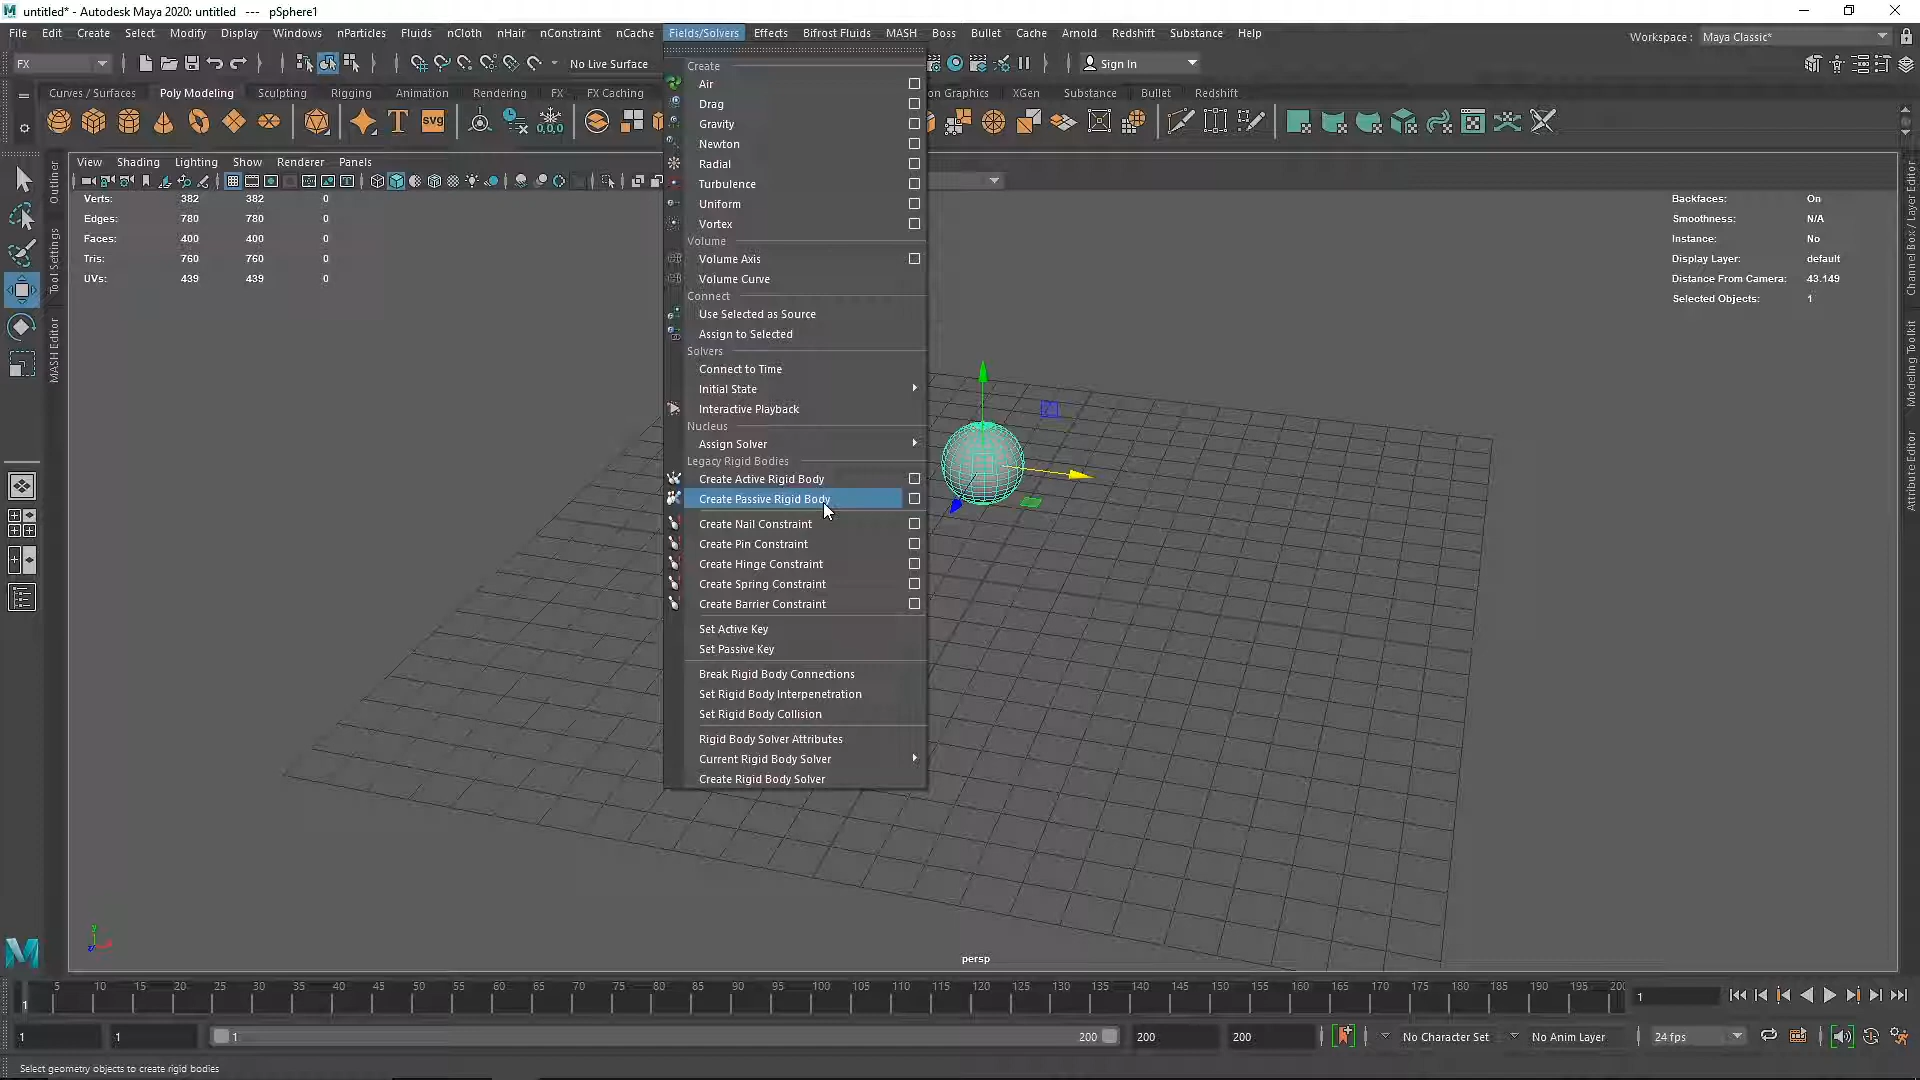 untitled* - Autodesk Maya 2020: untitled --- pSphere1
File Edit Create Select Modify Display Windows nParticles Fluids nCloth nHair nConstraint nCache Fields/Solvers Effects Bifrost Fluids MASH Boss Bullet Cache Arnold Redshift Substance Help
Workspace : Maya Classic*
FX
No Live Surface
Sign In
Curves / Surfaces Poly Modeling Sculpting Rigging Animation Rendering FX FX Caching on Graphics XGen Substance Bullet Redshift
T svg 0,0,0
View Shading Lighting Show Renderer Panels
Verts: 382 382 0
Edges: 780 780 0
Faces: 400 400 0
Tris: 760 760 0
UVs: 439 439 0
Backfaces: On
Smoothness: N/A
Instance: No
Display Layer: default
Distance From Camera: 43.149
Selected Objects: 1
Outliner
Tool Settings
MASH Editor
Channel Box / Layer Editor
Modeling Toolkit
Attribute Editor
Create
Air
Drag
Gravity
Newton
Radial
Turbulence
Uniform
Vortex
Volume
Volume Axis
Volume Curve
Connect
Use Selected as Source
Assign to Selected
Solvers
Connect to Time
Initial State
Interactive Playback
Nucleus
Assign Solver
Legacy Rigid Bodies
Create Active Rigid Body
Create Passive Rigid Body
Create Nail Constraint
Create Pin Constraint
Create Hinge Constraint
Create Spring Constraint
Create Barrier Constraint
Set Active Key
Set Passive Key
Break Rigid Body Connections
Set Rigid Body Interpenetration
Set Rigid Body Collision
Rigid Body Solver Attributes
Current Rigid Body Solver
Create Rigid Body Solver
persp
1 5 10 15 20 25 30 35 40 45 50 55 60 65 70 75 80 85 90 95 100 105 110 115 120 125 130 135 140 145 150 155 160 165 170 175 180 185 190 195 200 1
1 1 1 200 200 200 No Character Set No Anim Layer 24 fps
Select geometry objects to create rigid bodies